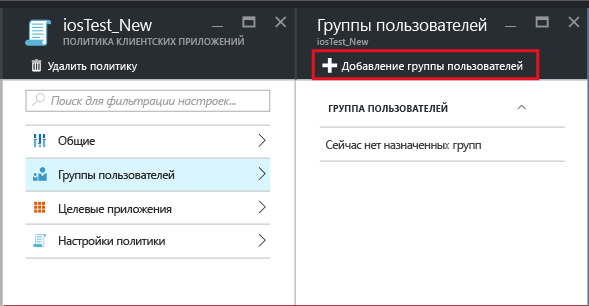 iosTest_New
ПОЛИТИКА КЛИЕНТСКИХ ПРИЛОЖЕНИЙ
Удалить политику
Поиск для фильтрации настроек...
Общие
Группы пользователей
Целевые приложения
Настройки политики
Группы пользователей
iosTest_New
Добавление группы пользователей
ГРУППА ПОЛЬЗОВАТЕЛЕЙ
Сейчас нет назначенных групп